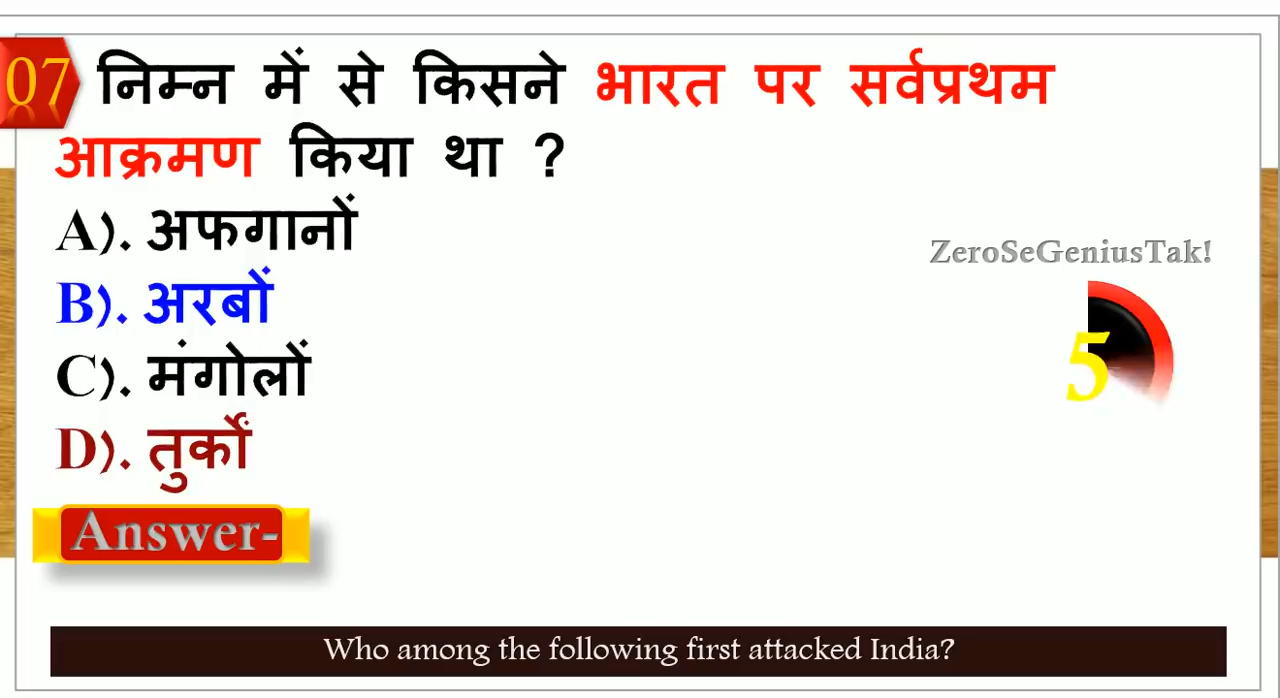 07 निम्न में से किसने भारत पर सर्वप्रथम
आक्रमण किया था ?
A). अफगानों
B). अरबों
C). मंगोलों
D). तुर्कों
ZeroSeGeniusTak!
5
Answer-
Who among the following first attacked India?